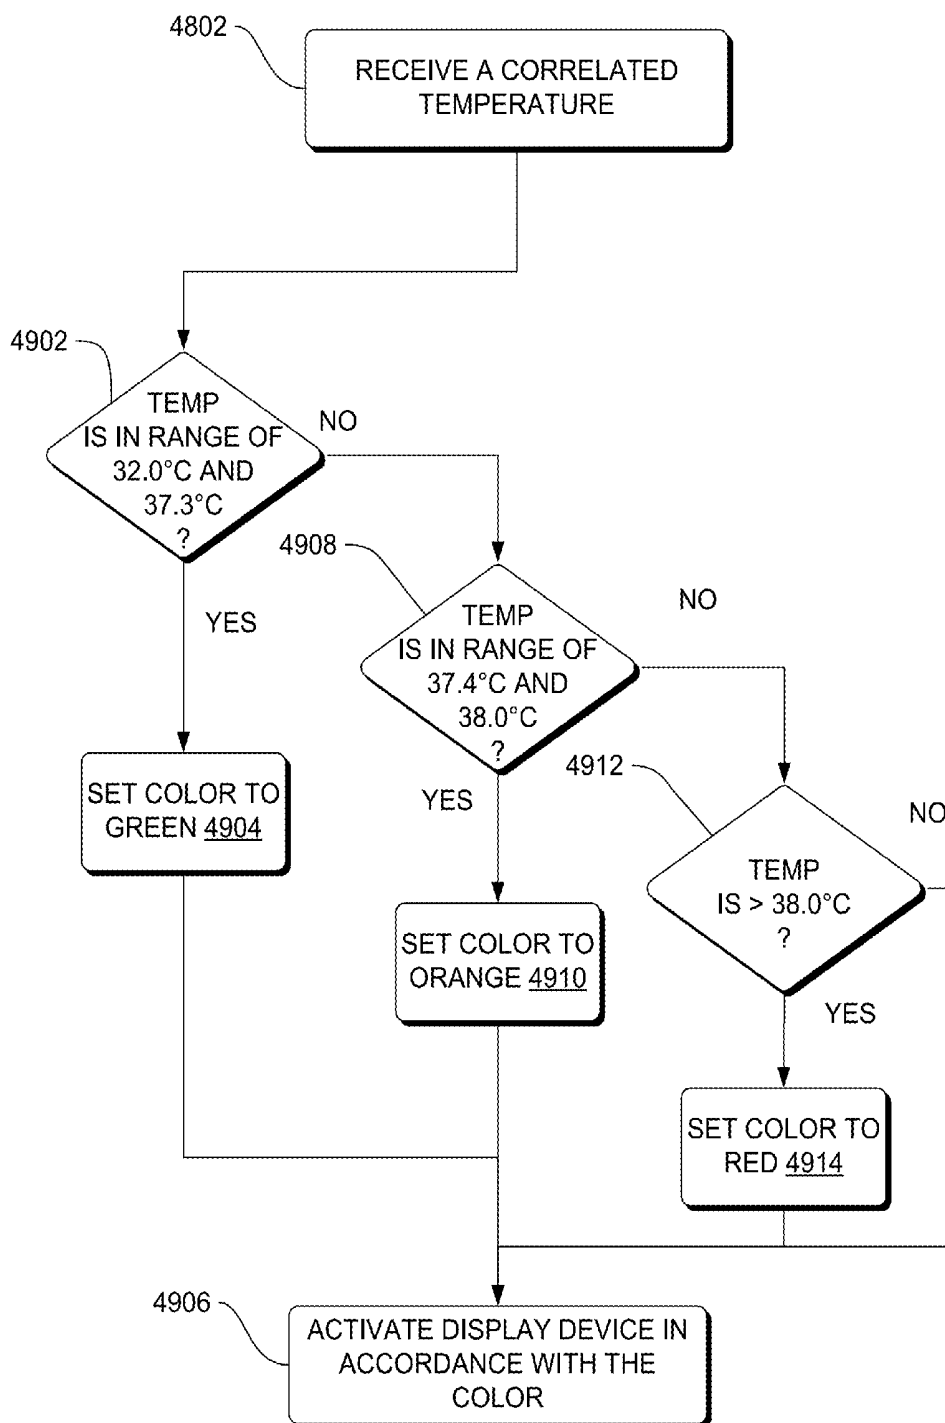 4802
RECEIVE A CORRELATED
TEMPERATURE
4902
TEMP
IS IN RANGE OF
32.0°C AND
37.3°C
?
NO
YES
4908
TEMP
IS IN RANGE OF
37.4°C AND
38.0°C
?
NO
YES
4912
TEMP
IS > 38.0°C
?
NO
YES
SET COLOR TO
GREEN 4904
SET COLOR TO
ORANGE 4910
SET COLOR TO
RED 4914
4906
ACTIVATE DISPLAY DEVICE IN
ACCORDANCE WITH THE
COLOR